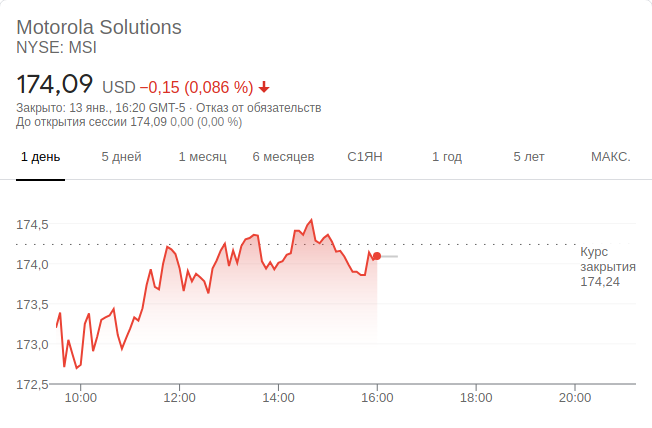 Motorola Solutions
NYSE: MSI
174,09 USD −0,15 (0,086 %)
Закрыто: 13 янв., 16:20 GMT-5 · Отказ от обязательств
До открытия сессии 174,09 0,00 (0,00 %)
1 день 5 дней 1 месяц 6 месяцев С1ЯН 1 год 5 лет МАКС.
174,5
174,0
173,5
173,0
172,5
Курс
закрытия
174,24
10:00 12:00 14:00 16:00 18:00 20:00